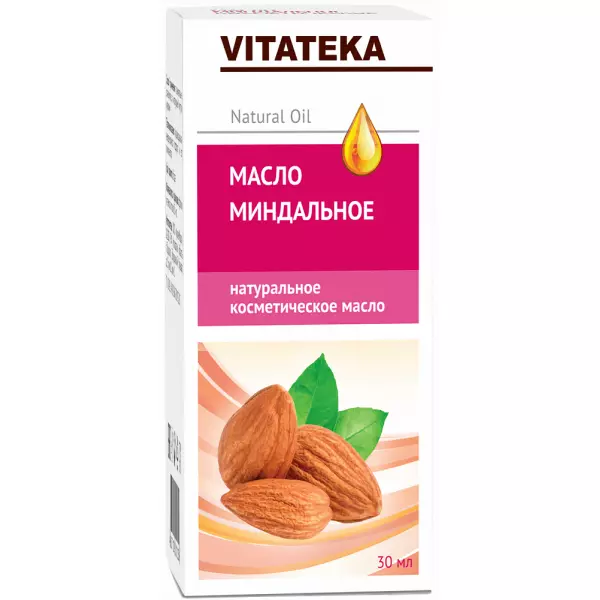 VITATEKA
Natural Oil
МАСЛО
МИНДАЛЬНОЕ
натуральное
косметическое масло
30 мл